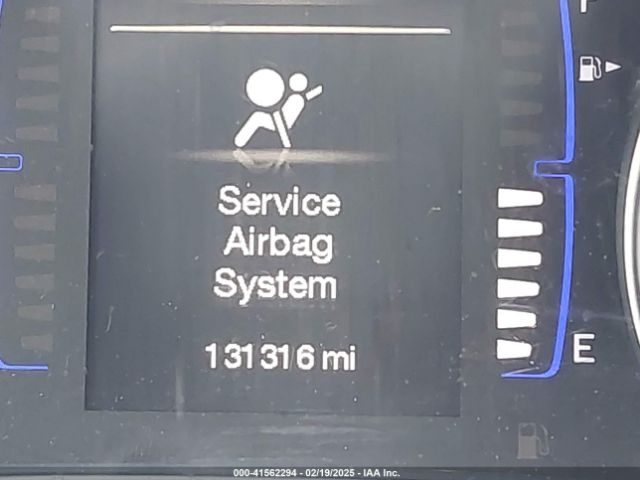 Service
Airbag
System
131316 mi
E
000-41562294 - 02/19/2025 - IAA Inc.